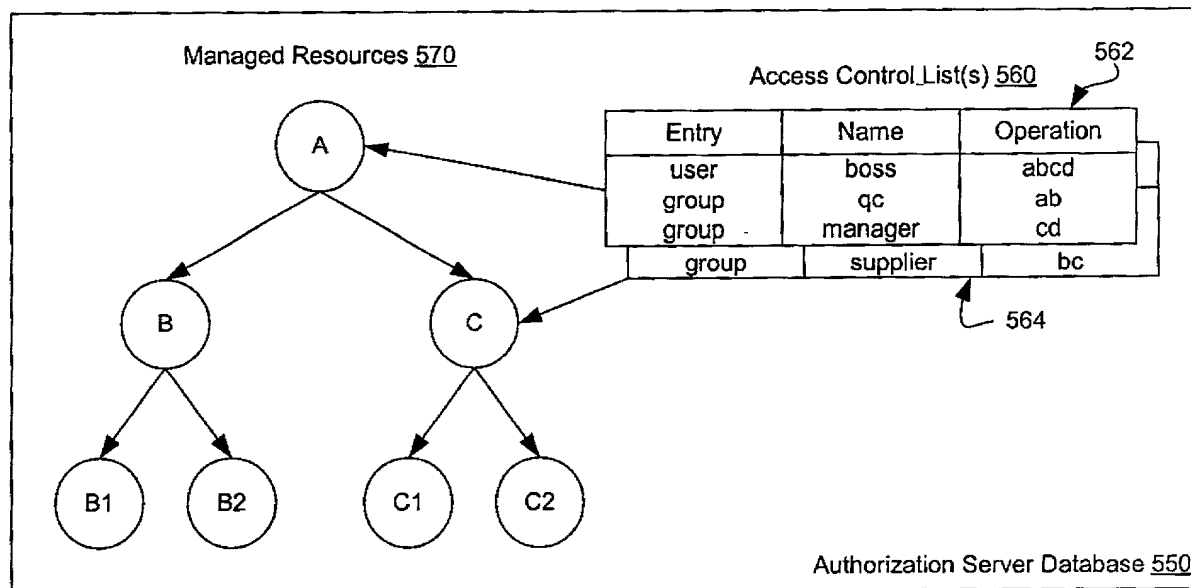 Managed Resources 570
562
Access Control List(s) 560
Entry Name Operation
user boss abcd
group qc ab
group manager cd
group supplier bc
564
A
B C
B1 B2 C1 C2
Authorization Server Database 550